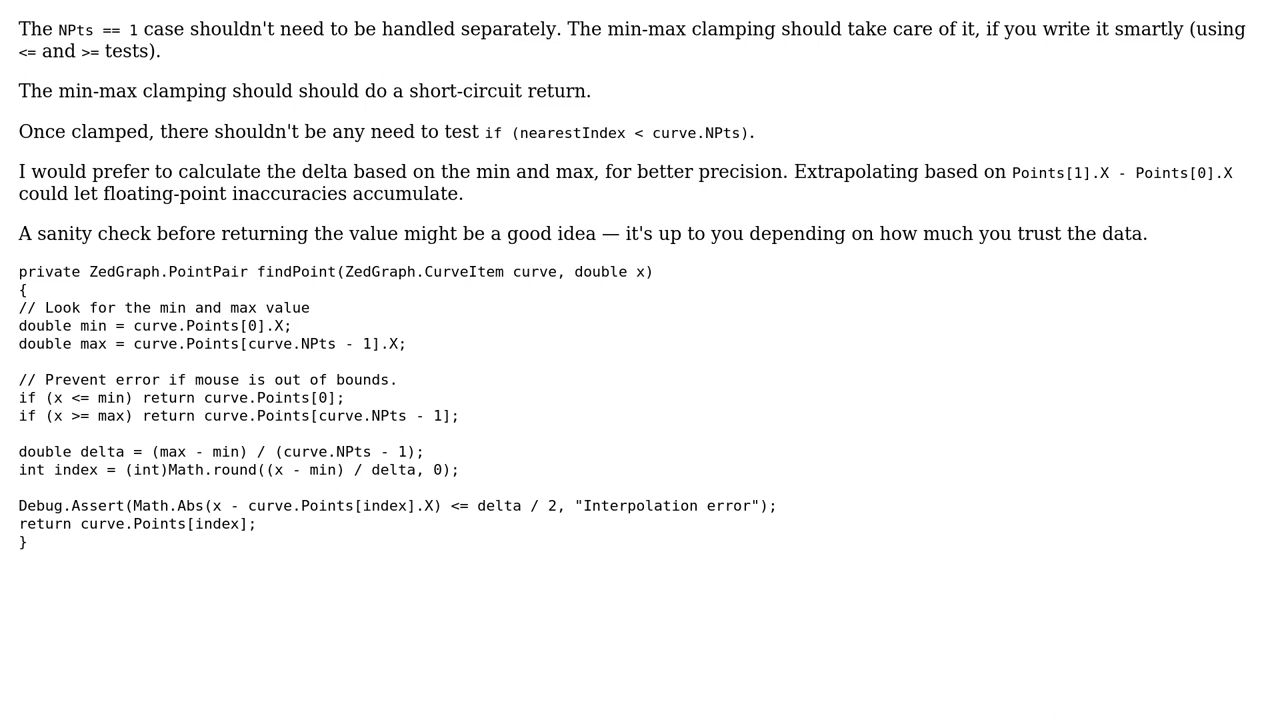 The NPts == 1 case shouldn't need to be handled separately. The min-max clamping should take care of it, if you write it smartly (using
<= and >= tests).
The min-max clamping should should do a short-circuit return.
Once clamped, there shouldn't be any need to test if (nearestIndex < curve.NPts).
I would prefer to calculate the delta based on the min and max, for better precision. Extrapolating based on Points[1].X - Points[0].X
could let floating-point inaccuracies accumulate.
A sanity check before returning the value might be a good idea — it's up to you depending on how much you trust the data.
private ZedGraph.PointPair findPoint(ZedGraph.CurveItem curve, double x)
{
// Look for the min and max value
double min = curve.Points[0].X;
double max = curve.Points[curve.NPts - 1].X;
// Prevent error if mouse is out of bounds.
if (x <= min) return curve.Points[0];
if (x >= max) return curve.Points[curve.NPts - 1];
double delta = (max - min) / (curve.NPts - 1);
int index = (int)Math.round((x - min) / delta, 0);
Debug.Assert(Math.Abs(x - curve.Points[index].X) <= delta / 2, "Interpolation error");
return curve.Points[index];
}